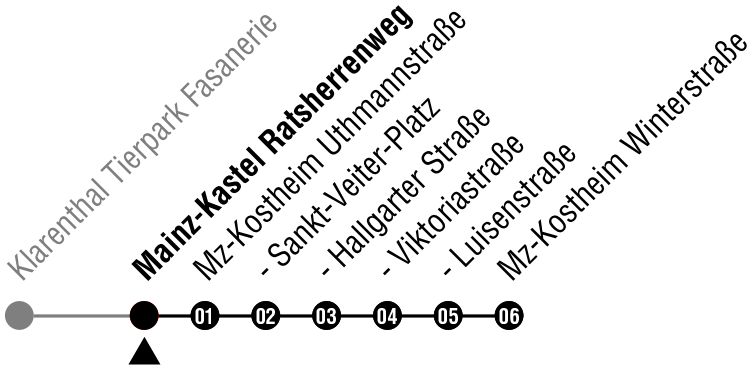 Klarenthal Tierpark Fasanerie
Mainz-Kastel Ratsherrenweg
Mz-Kostheim Uthmannstraße
- Sankt-Veiter-Platz
- Hallgarter Straße
- Viktoriastraße
- Luisenstraße
Mz-Kostheim Winterstraße
01 02 03 04 05 06